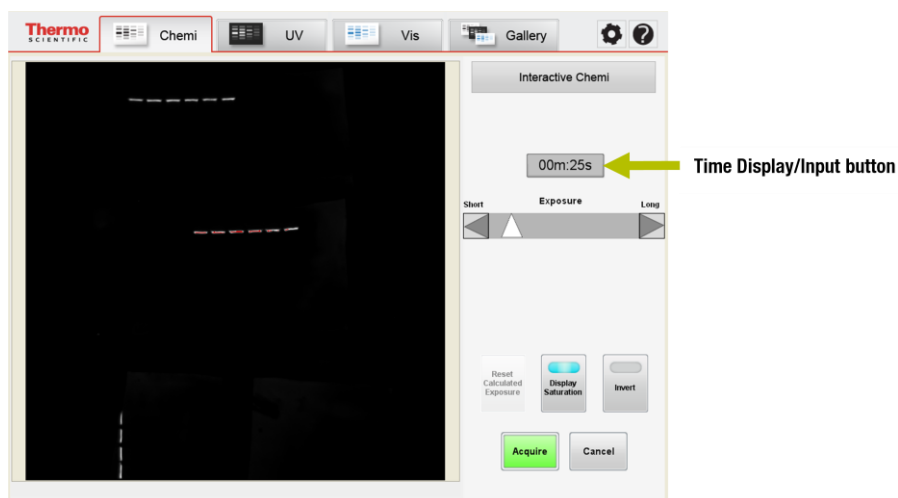 Thermo
SCIENTIFIC
Chemi
UV
Vis
Gallery
Interactive Chemi
00m:25s
Time Display/Input button
Short
Exposure
Long
Reset
Calculated
Exposure
Display
Saturation
Invert
Acquire
Cancel